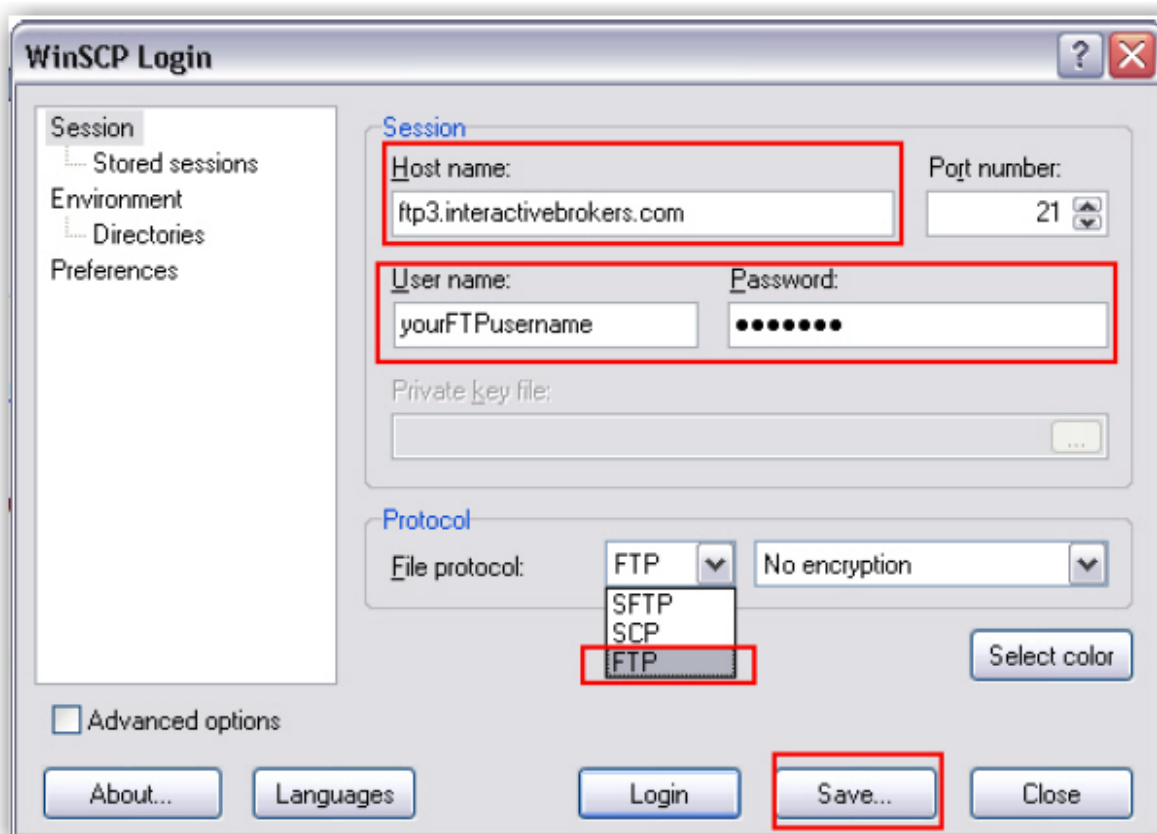 WinSCP Login
?
Session
Stored sessions
Environment
Directories
Preferences
Session
Host name:
Port number:
ftp3.interactivebrokers.com
21
User name:
Password:
yourFTPusername
●●●●●●●
Private key file:
...
Protocol
File protocol:
FTP
No encryption
SFTP
SCP
FTP
Select color
Advanced options
About...
Languages
Login
Save...
Close